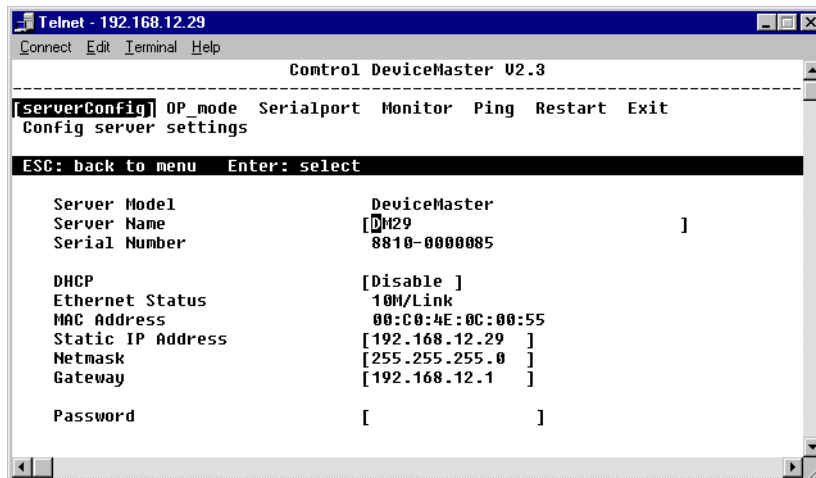 Telnet - 192.168.12.29
Connect Edit Terminal Help
Comtrol DeviceMaster V2.3
[serverConfig] OP_mode Serialport Monitor Ping Restart Exit
Config server settings
ESC: back to menu Enter: select
Server Model DeviceMaster
Server Name [DM29 ]
Serial Number 8810-0000085
DHCP [Disable ]
Ethernet Status 10M/Link
MAC Address 00:C0:4E:0C:00:55
Static IP Address [192.168.12.29 ]
Netmask [255.255.255.0 ]
Gateway [192.168.12.1 ]
Password [ ]